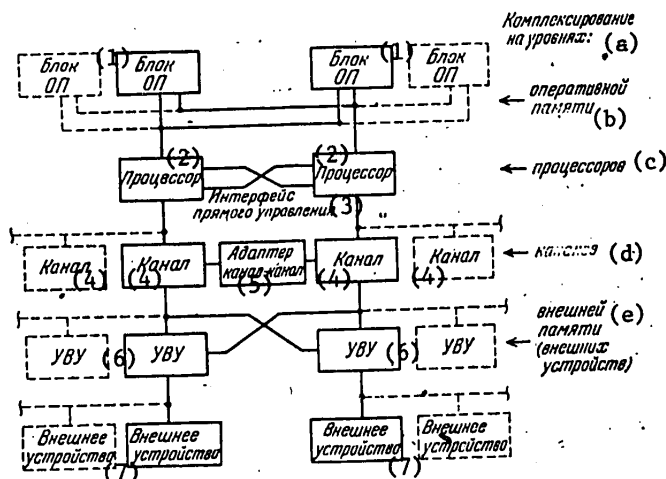 Комплексирование
на уровнях: (a)
Блок ОП (1)
Блок ОП
Блок ОП (1)
Блок ОП
оперативной
памяти (b)
Процессор (2)
Процессор (2)
процессоров (c)
Интерфейс
прямого управления (3)
Канал (4)
Канал (4)
Адаптер
канал-канал (5)
Канал (4)
Канал (4)
каналов (d)
внешней
памяти (e)
(внешних
устройств)
УВУ (6)
УВУ
УВУ (6)
УВУ
Внешнее
устройство (7)
Внешнее
устройство
Внешнее
устройство (7)
Внешнее
устройство